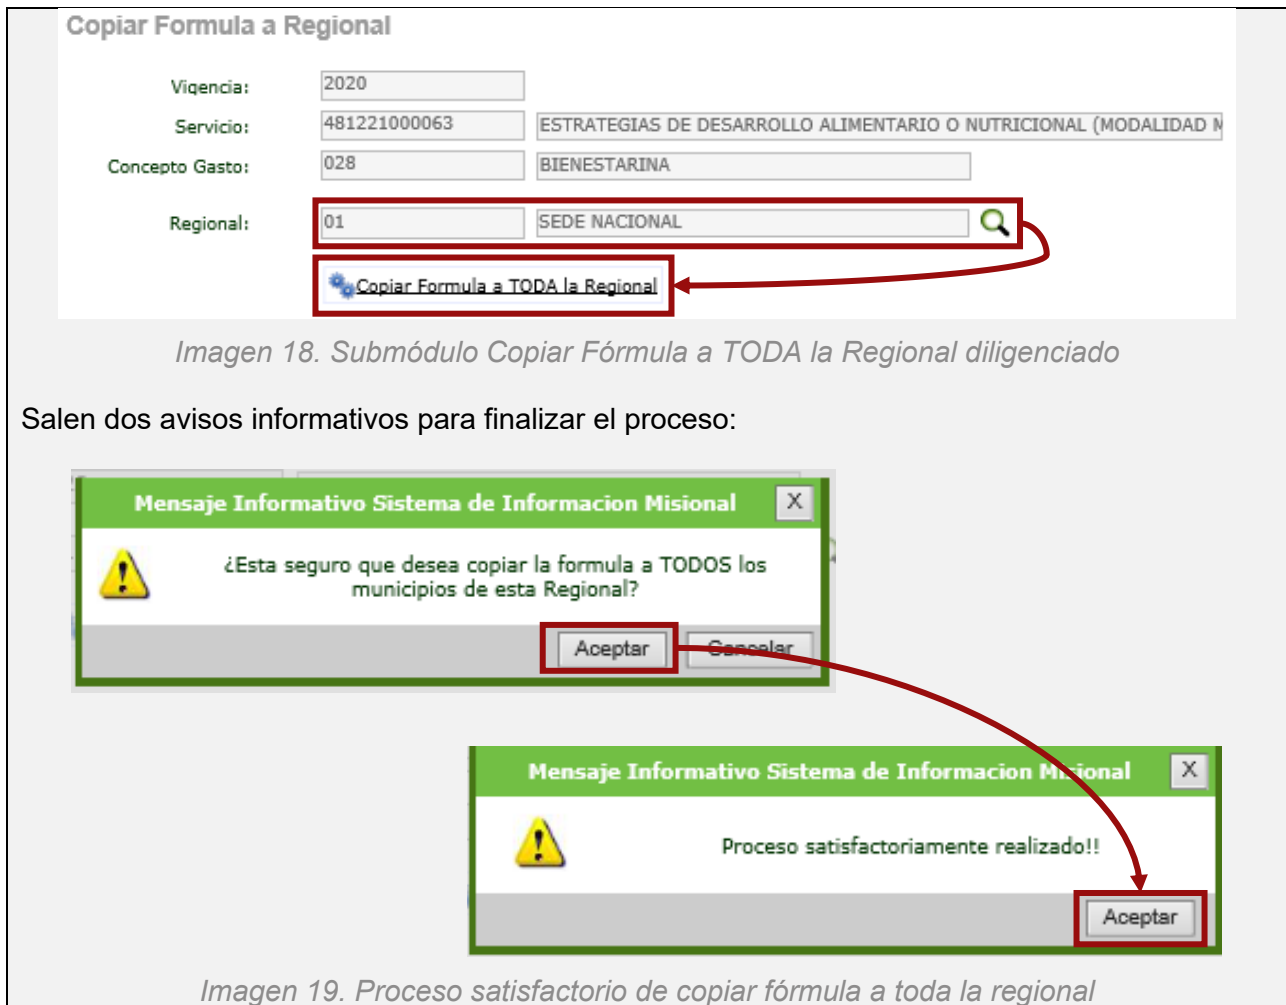 Copiar Formula a Regional
Vigencia: 2020
Servicio: 481221000063 ESTRATEGIAS DE DESARROLLO ALIMENTARIO O NUTRICIONAL (MODALIDAD M
Concepto Gasto: 028 BIENESTARINA
Regional: 01 SEDE NACIONAL
Copiar Formula a TODA la Regional
Imagen 18. Submódulo Copiar Fórmula a TODA la Regional diligenciado
Salen dos avisos informativos para finalizar el proceso:
Mensaje Informativo Sistema de Informacion Misional X
¿Esta seguro que desea copiar la formula a TODOS los
municipios de esta Regional?
Aceptar Cancelar
Mensaje Informativo Sistema de Informacion Misional X
Proceso satisfactoriamente realizado!!
Aceptar
Imagen 19. Proceso satisfactorio de copiar fórmula a toda la regional